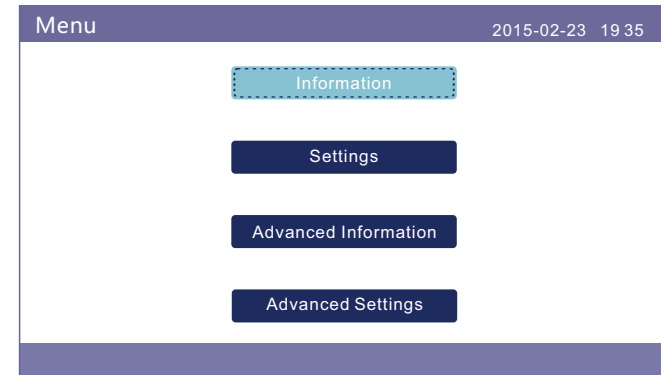 Menu
2015-02-23 19 35
Information
Settings
Advanced Information
Advanced Settings